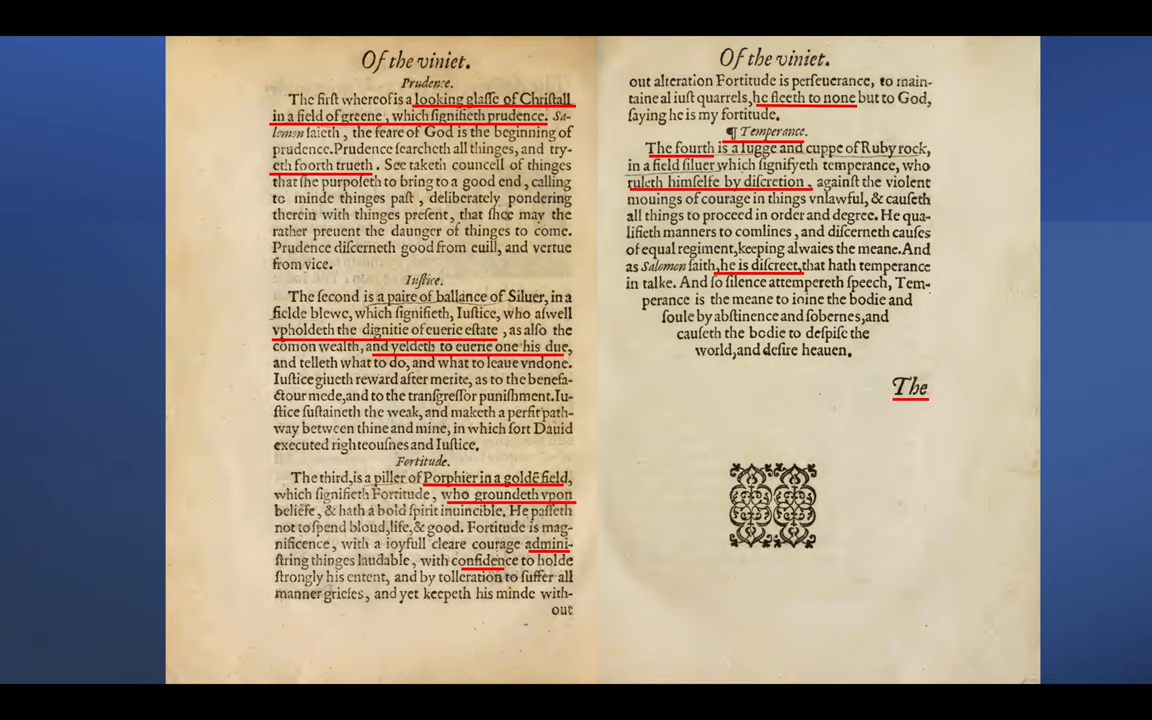 Of the viniet.
Prudence.
The firſt whereof is a looking glaſſe of Chriſtall
in a field of greene , which ſignifieth prudence. Sa-
lomon ſaieth , the feare of God is the beginning of
prudence.Prudence ſearcheth all things, and try-
eth foorth trueth . See taketh councell of things
that ſhe purpoſeth to bring to a good end , calling
to minde thinges paſt , deliberately pondering
therein with thinges preſent, that ſhee may the
rather preuent the daunger of things to come.
Prudence diſcerneth good from euill, and vertue
from vice.
Iuſtice.
The ſecond is a paire of ballance of Siluer, in a
fielde blewe, which ſignifieth, Iuſtice, who aſwell
vpholdeth the dignitie of euerie eſtate , as alſo the
comon wealth, and yeldeth to euerie one his due,
and telleth what to do, and what to leaue vndone.
Iuſtice giueth reward after merite, as to the benefa-
ctour mede,and to the tranſgreſſor puniſhment.Iu-
ſtice ſuſtaineth the weak, and maketh a perfit path-
way between thine and mine, in which ſort Dauid
executed righteouſnes and Iuſtice.
Fortitude.
The third,is a piller of Porphier in a goldē field,
which ſignifieth Fortitude , who groundeth vpon
beliefe, & hath a bold ſpirit inuincible. He paſſeth
not to ſpend bloud,life,& good. Fortitude is mag-
nificence , with a ioyfull cleare courage admini-
ſtring thinges laudable , with confidence to holde
ſtrongly his entent, and by tolleration to ſuffer all
manner grieſes, and yet keepeth his minde with-
out
Of the viniet.
out alteration Fortitude is perſeuerance, to main-
taine al iuſt quarrels,he fleeth to none but to God,
ſaying he is my fortitude.
¶ Temperance.
The fourth is a Iugge and cuppe of Ruby rock,
in a field ſiluer which ſignifyeth temperance, who
ruleth himſelfe by diſcretion , againſt the violent
mouings of courage in things vnlawful, & cauſeth
all things to proceed in order and degree. He qua-
lifieth manners to comlines , and diſcerneth cauſes
of equal regiment,keeping alwaies the meane.And
as Salomon ſaith,he is diſcreet,that hath temperance
in talke. And ſo ſilence attempereth ſpeech, Tem-
perance is the meane to ioine the bodie and
ſoule by abſtinence and ſobernes,and
cauſeth the bodie to deſpiſe the
world,and deſire heauen.
The